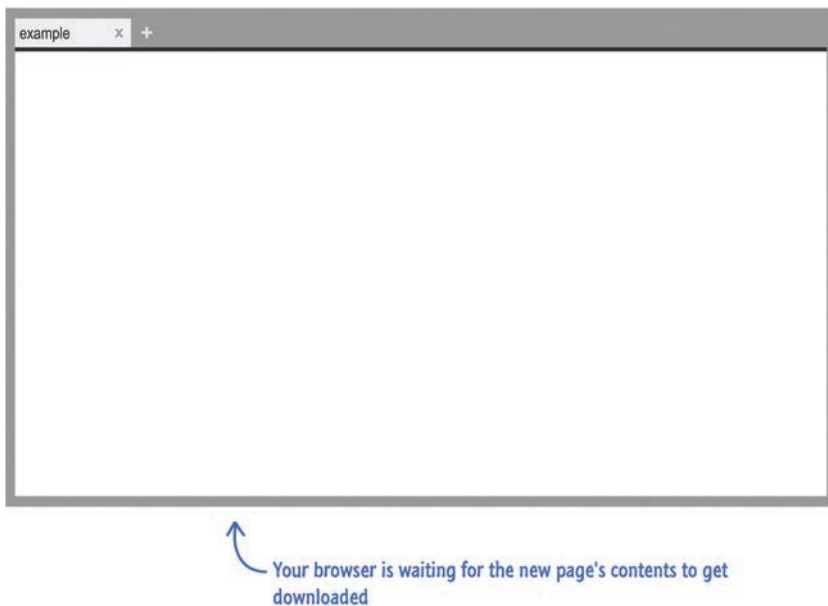 example x +
Your browser is waiting for the new page's contents to get
downloaded